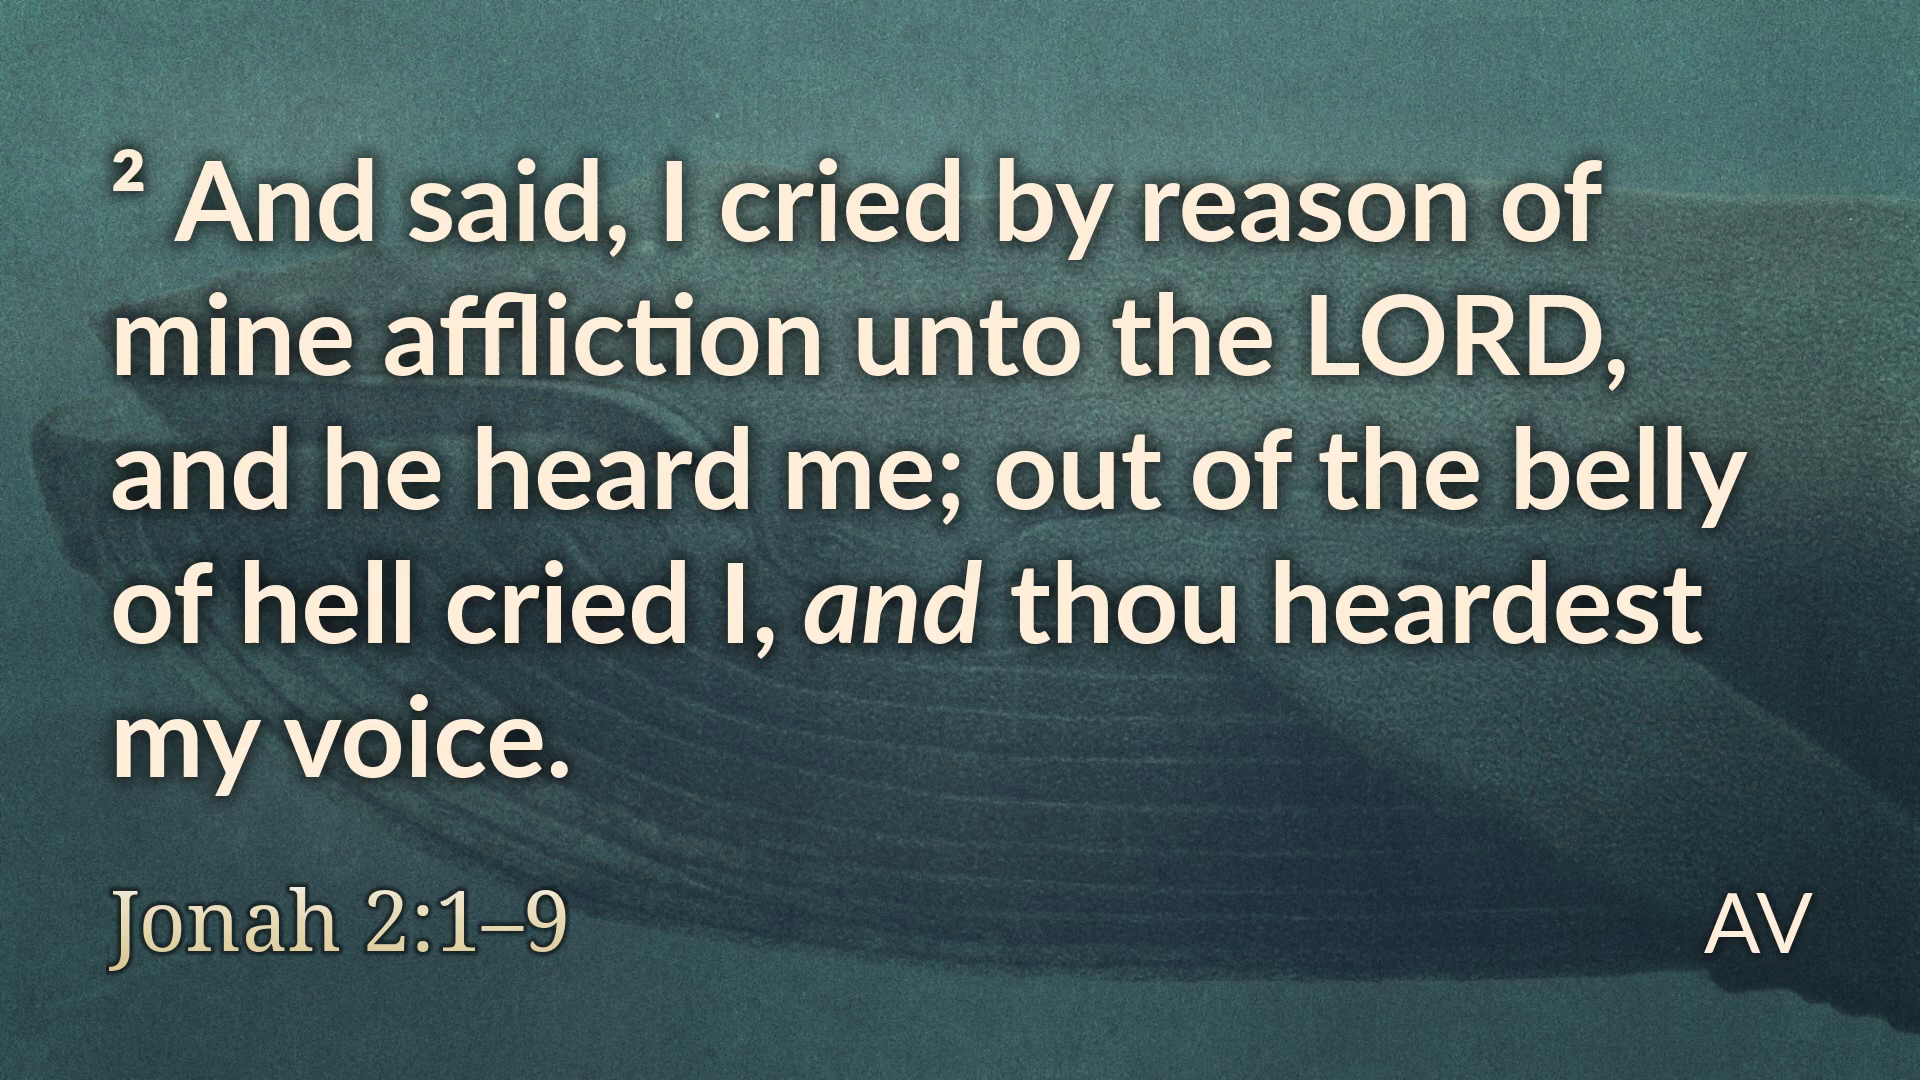 ² And said, I cried by reason of
mine affliction unto the LORD,
and he heard me; out of the belly
of hell cried I, and thou heardest
my voice.
Jonah 2:1–9
AV